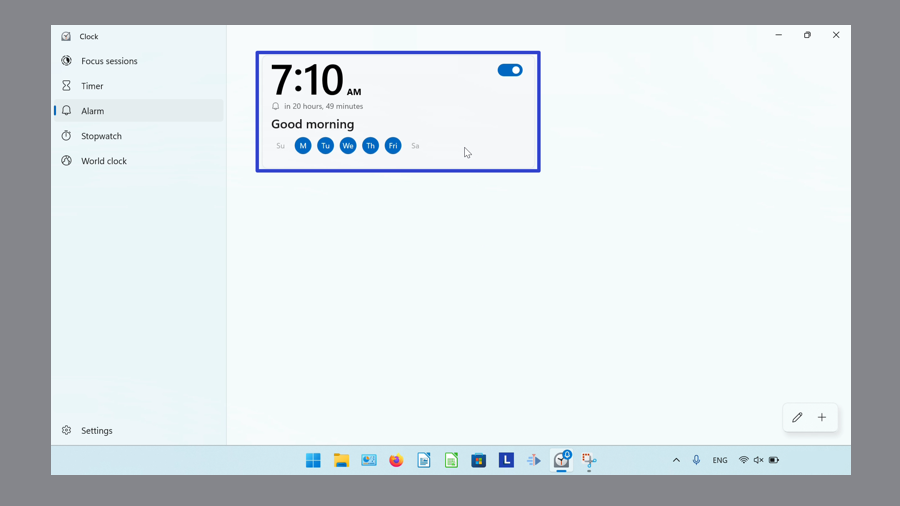 Clock
Focus sessions
Timer
Alarm
Stopwatch
World clock
Settings
7:10 AM
in 20 hours, 49 minutes
Good morning
Su M Tu We Th Fri Sa
L
ENG